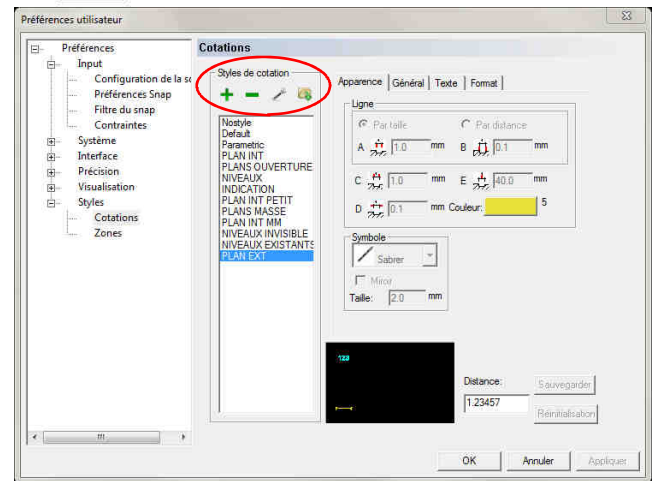 Préférences utilisateur
Préférences
Input
Configuration de la sc
Préférences Snap
Filtre du snap
Contraintes
Système
Interface
Précision
Visualisation
Styles
Cotations
Zones
Cotations
Styles de cotation
Nostyle
Default
Parametric
PLAN INT
PLANS OUVERTURE
NIVEAUX
INDICATION
PLAN INT PETIT
PLANS MASSE
PLAN INT MM
NIVEAUX INVISIBLE
NIVEAUX EXISTANTS
PLAN EXT
Apparence Général Texte Format
Ligne
Par taille Par distance
A 1.0 mm B 0.1 mm
C 1.0 mm E 40.0 mm
D 0.1 mm Couleur: 5
Symbole
Sabrer
Miroir
Taille: 2.0 mm
123
Distance: Sauvegarder
1.23457
Réinitialisation
OK Annuler Appliquer